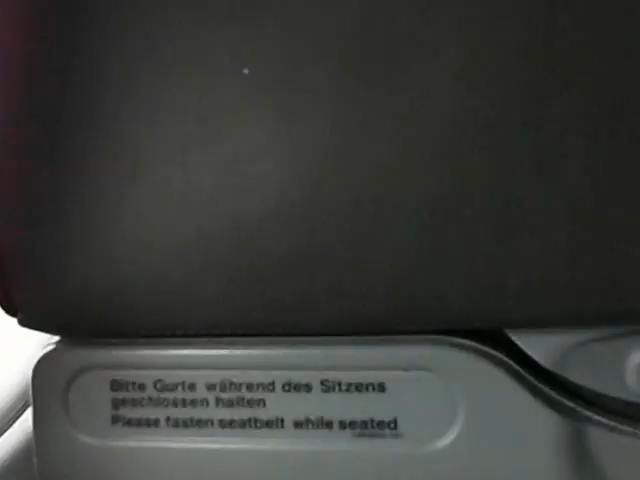 Bitte Gurte während des Sitzens
geschlossen halten
Please fasten seatbelt while seated